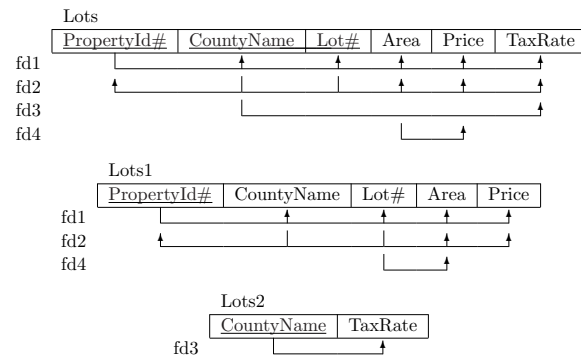 Lots
PropertyId# CountyName Lot# Area Price TaxRate
fd1
fd2
fd3
fd4
Lots1
PropertyId# CountyName Lot# Area Price
fd1
fd2
fd4
Lots2
CountyName TaxRate
fd3